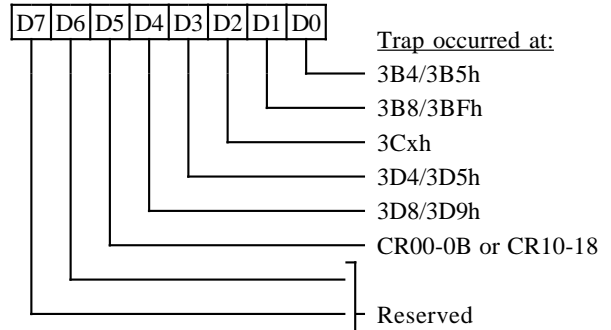 D7 D6 D5 D4 D3 D2 D1 D0
Trap occurred at:
3B4/3B5h
3B8/3BFh
3Cxh
3D4/3D5h
3D8/3D9h
CR00-0B or CR10-18
Reserved